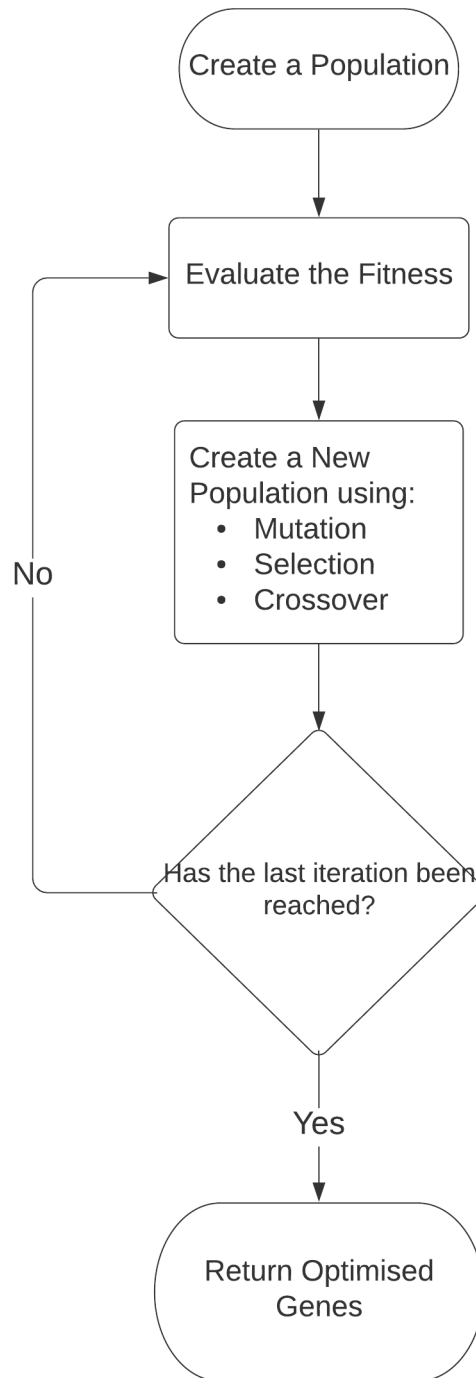 Create a Population
Evaluate the Fitness
Create a New
Population using:
• Mutation
• Selection
• Crossover
No
Has the last iteration been
reached?
Yes
Return Optimised
Genes